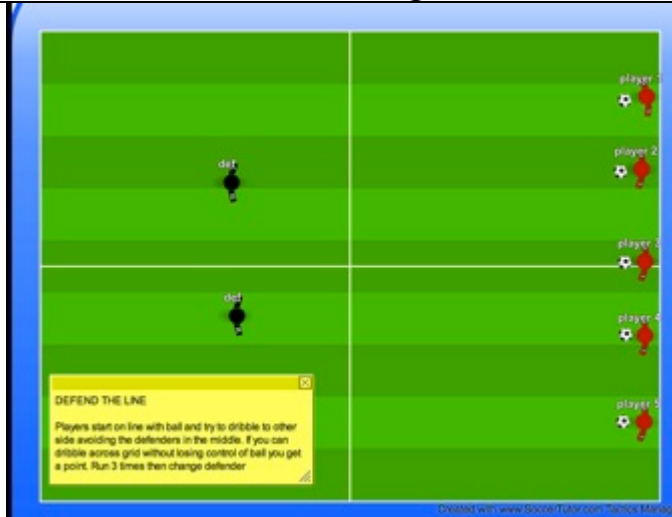 player 1
player 2
def
player 3
def
player 4
DEFEND THE LINE
Players start on line with ball and try to dribble to other
side avoiding the defenders in the middle. If you can
dribble across grid without losing control of ball you get
a point. Run 3 times then change defender
player 5
Created with www.SoccerTutor.com Tactics Manag